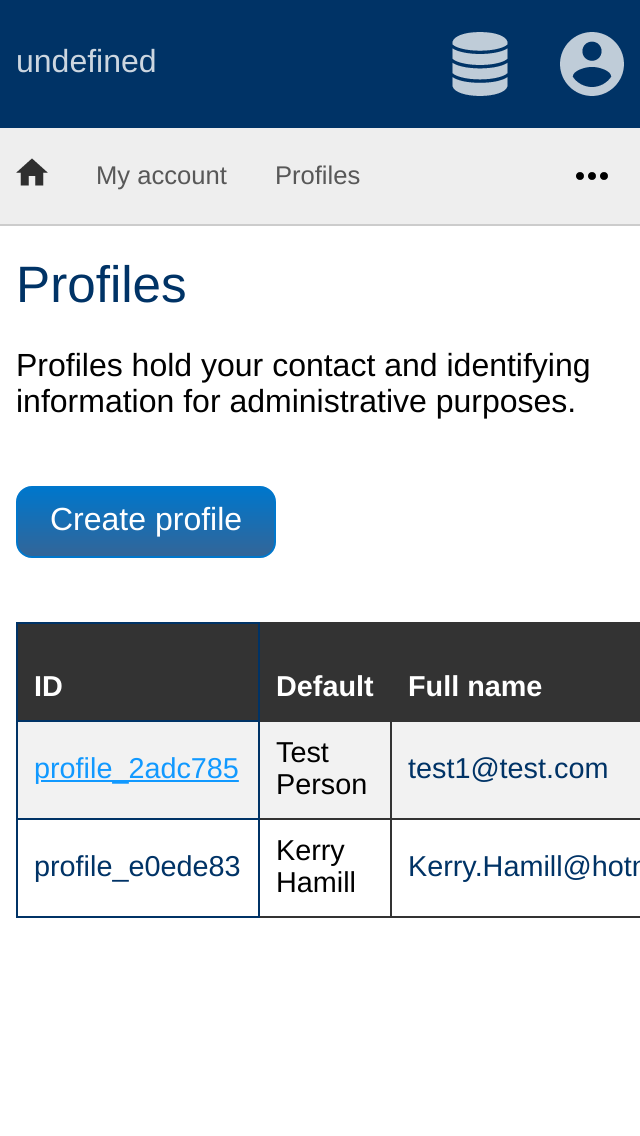 undefined
My account Profiles
Profiles
Profiles hold your contact and identifying
information for administrative purposes.
Create profile
ID Default Full name
profile_2adc785 Test Person test1@test.com
profile_e0ede83 Kerry Hamill Kerry.Hamill@hot